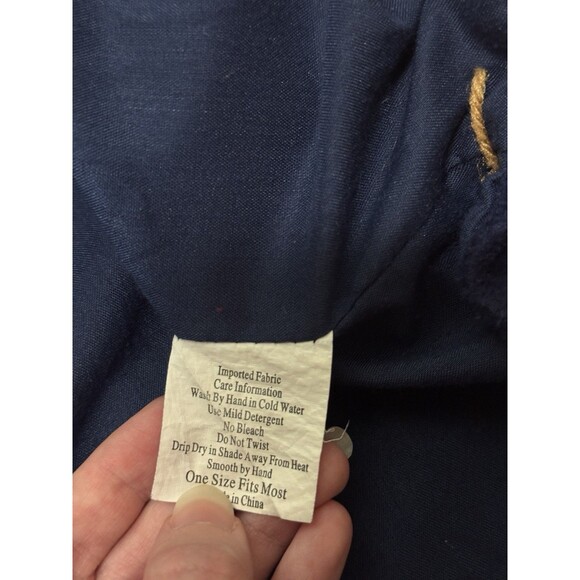 Imported Fabric
Care Information
Wash By Hand in Cold Water
Use Mild Detergent
No Bleach
Do Not Twist
Drip Dry in Shade Away From Heat
Smooth by Hand
One Size Fits Most
in China